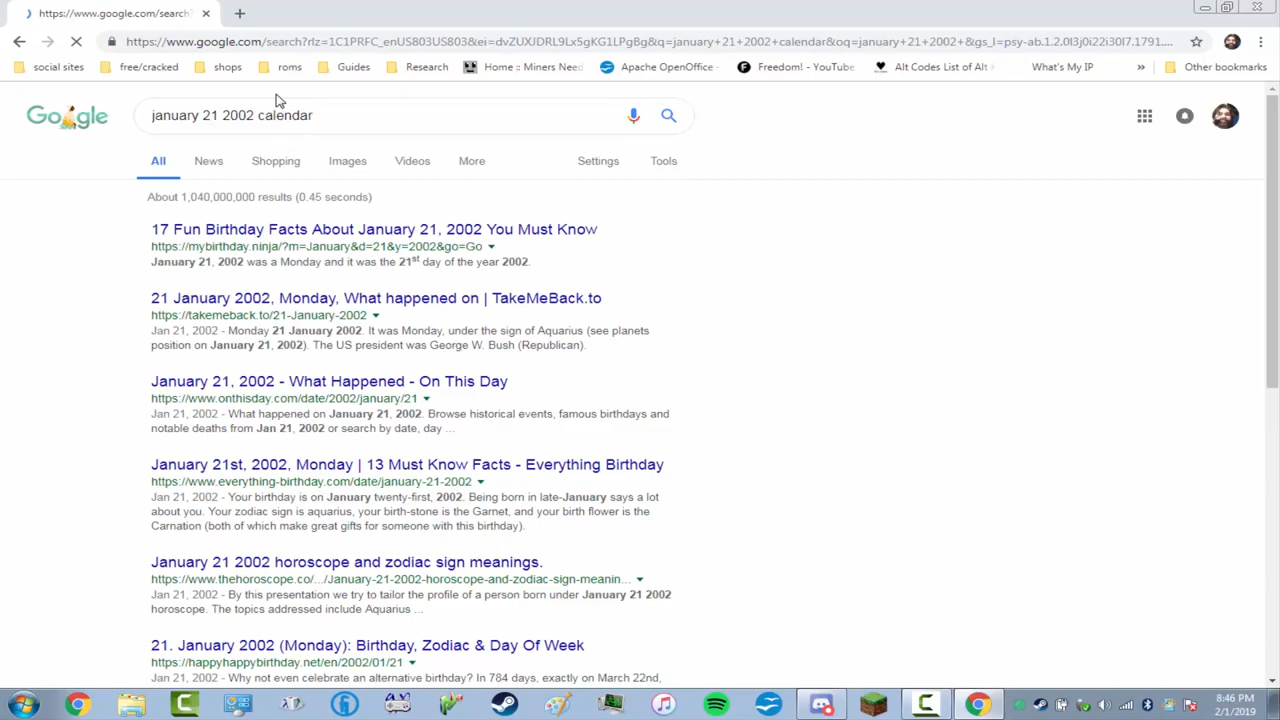 https://www.google.com/search?
https://www.google.com/search?rlz=1C1PRFC_enUS803US803&ei=dvZUXIDRL9Lx5gKG1LPgBg&q=january+21+2002+calendar&oq=january+21+2002+&gs_l=psy-ab.1.2.0l3j0i22i30l7.1791....
social sites
free/cracked
shops
roms
Guides
Research
Home :: Miners Need
Apache OpenOffice -
Freedom! - YouTube
Alt Codes List of Alt
What's My IP
»
Other bookmarks
Google
january 21 2002 calendar
All
News
Shopping
Images
Videos
More
Settings
Tools
About 1,040,000,000 results (0.45 seconds)
17 Fun Birthday Facts About January 21, 2002 You Must Know
https://mybirthday.ninja/?m=January&d=21&y=2002&go=Go
January 21, 2002 was a Monday and it was the 21st day of the year 2002.
21 January 2002, Monday, What happened on | TakeMeBack.to
https://takemeback.to/21-January-2002
Jan 21, 2002 - Monday 21 January 2002. It was Monday, under the sign of Aquarius (see planets
position on January 21, 2002). The US president was George W. Bush (Republican).
January 21, 2002 - What Happened - On This Day
https://www.onthisday.com/date/2002/january/21
Jan 21, 2002 - What happened on January 21, 2002. Browse historical events, famous birthdays and
notable deaths from Jan 21, 2002 or search by date, day ...
January 21st, 2002, Monday | 13 Must Know Facts - Everything Birthday
https://www.everything-birthday.com/date/january-21-2002
Jan 21, 2002 - Your birthday is on January twenty-first, 2002. Being born in late-January says a lot
about you. Your zodiac sign is aquarius, your birth-stone is the Garnet, and your birth flower is the
Carnation (both of which make great gifts for someone with this birthday).
January 21 2002 horoscope and zodiac sign meanings.
https://www.thehoroscope.co/.../January-21-2002-horoscope-and-zodiac-sign-meanin...
Jan 21, 2002 - By this presentation we try to tailor the profile of a person born under January 21 2002
horoscope. The topics addressed include Aquarius ...
21. January 2002 (Monday): Birthday, Zodiac & Day Of Week
https://happyhappybirthday.net/en/2002/01/21
Jan 21, 2002 - Why not even celebrate an alternative birthday? In 784 days, exactly on March 22nd,
8:46 PM
2/1/2019